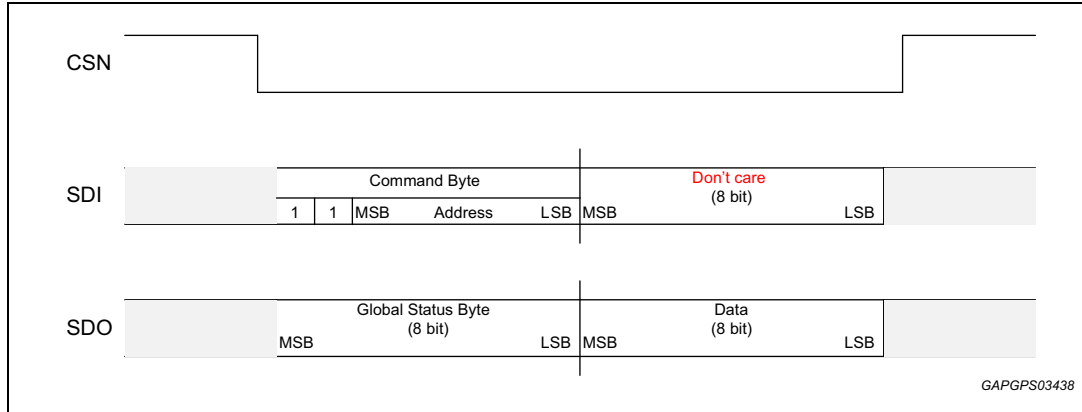 CSN
SDI
Command Byte
1 1 MSB Address LSB
Don't care
(8 bit)
MSB LSB
SDO
Global Status Byte
(8 bit)
MSB LSB
Data
(8 bit)
MSB LSB
GAPGPS03438